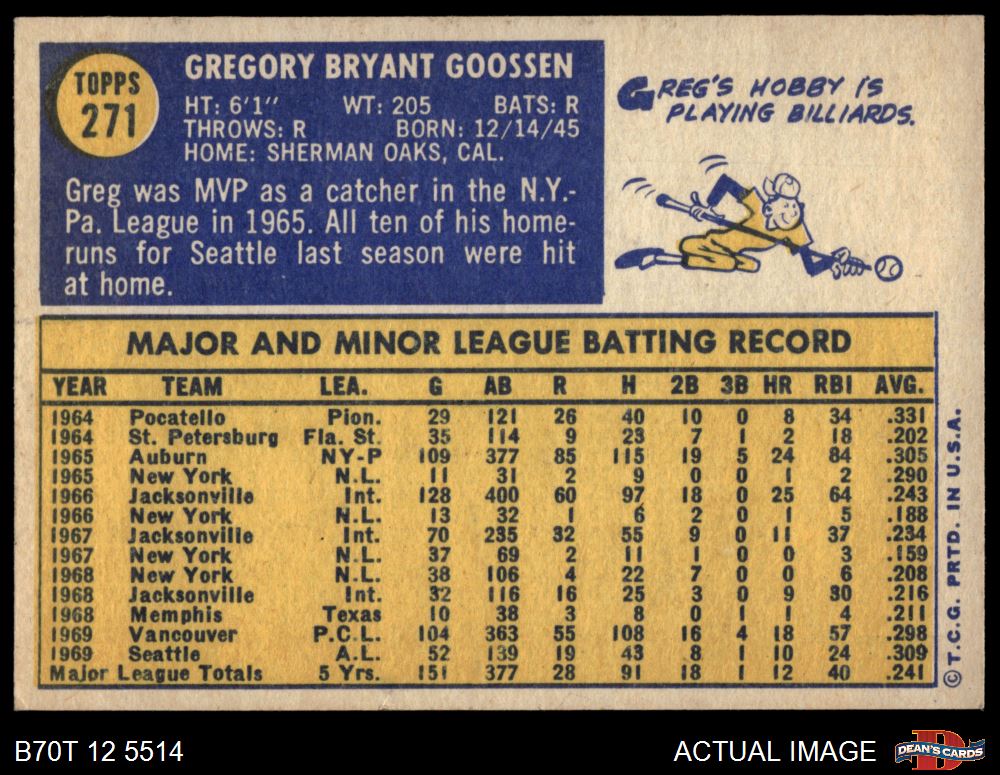 TOPPS
271
GREGORY BRYANT GOOSSEN
HT: 6'1" WT: 205 BATS: R
THROWS: R BORN: 12/14/45
HOME: SHERMAN OAKS, CAL.
Greg was MVP as a catcher in the N.Y.-
Pa. League in 1965. All ten of his home-
runs for Seattle last season were hit
at home.
GREG'S HOBBY IS
PLAYING BILLIARDS.
MAJOR AND MINOR LEAGUE BATTING RECORD
YEAR TEAM LEA. G AB R H 2B 3B HR RBI AVG.
1964 Pocatello Pion. 29 121 26 40 10 0 8 34 .331
1964 St. Petersburg Fla. St. 35 114 9 23 7 1 2 18 .202
1965 Auburn NY-P 109 377 85 115 19 5 24 84 .305
1965 New York N.L. 11 31 2 9 0 0 1 2 .290
1966 Jacksonville Int. 128 400 60 97 18 0 25 64 .243
1966 New York N.L. 13 32 1 6 2 0 1 5 .188
1967 Jacksonville Int. 70 235 32 55 9 0 11 37 .234
1967 New York N.L. 37 69 2 11 1 0 0 3 .159
1968 New York N.L. 38 106 4 22 7 0 0 6 .208
1968 Jacksonville Int. 32 116 16 25 3 0 9 30 .216
1968 Memphis Texas 10 38 3 8 0 1 1 4 .211
1969 Vancouver P.C.L. 104 363 55 108 16 4 18 57 .298
1969 Seattle A.L. 52 139 19 43 8 1 10 24 .309
Major League Totals 5 Yrs. 151 377 28 91 18 1 12 40 .241
© T.C.G. PRTD. IN U.S.A.
B70T 12 5514
ACTUAL IMAGE
DEAN'S CARDS